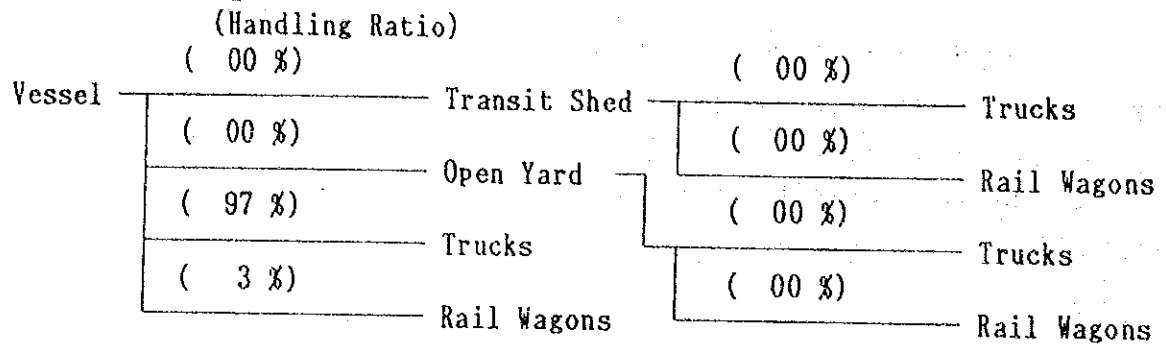 (Handling Ratio)
( 00 %) ( 00 %)
Vessel Transit Shed Trucks
( 00 %) ( 00 %)
Open Yard Rail Wagons
( 97 %) ( 00 %)
Trucks Trucks
( 3 %) ( 00 %)
Rail Wagons Rail Wagons